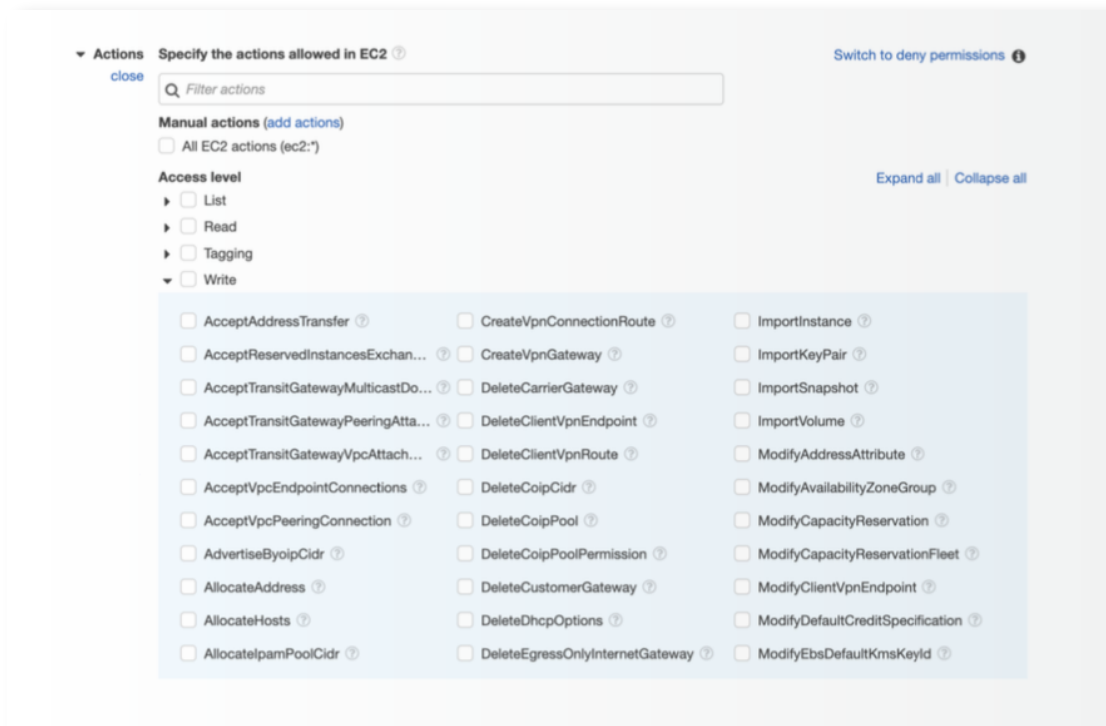 Actions Specify the actions allowed in EC2 ? Switch to deny permissions i
close
Filter actions
Manual actions (add actions)
All EC2 actions (ec2:*)
Access level Expand all | Collapse all
List
Read
Tagging
Write
AcceptAddressTransfer ? CreateVpnConnectionRoute ? ImportInstance ?
AcceptReservedInstancesExchan... ? CreateVpnGateway ? ImportKeyPair ?
AcceptTransitGatewayMulticastDo... ? DeleteCarrierGateway ? ImportSnapshot ?
AcceptTransitGatewayPeeringAtta... ? DeleteClientVpnEndpoint ? ImportVolume ?
AcceptTransitGatewayVpcAttach... ? DeleteClientVpnRoute ? ModifyAddressAttribute ?
AcceptVpcEndpointConnections ? DeleteCoipCidr ? ModifyAvailabilityZoneGroup ?
AcceptVpcPeeringConnection ? DeleteCoipPool ? ModifyCapacityReservation ?
AdvertiseByoipCidr ? DeleteCoipPoolPermission ? ModifyCapacityReservationFleet ?
AllocateAddress ? DeleteCustomerGateway ? ModifyClientVpnEndpoint ?
AllocateHosts ? DeleteDhcpOptions ? ModifyDefaultCreditSpecification ?
AllocateIpamPoolCidr ? DeleteEgressOnlyInternetGateway ? ModifyEbsDefaultKmsKeyId ?